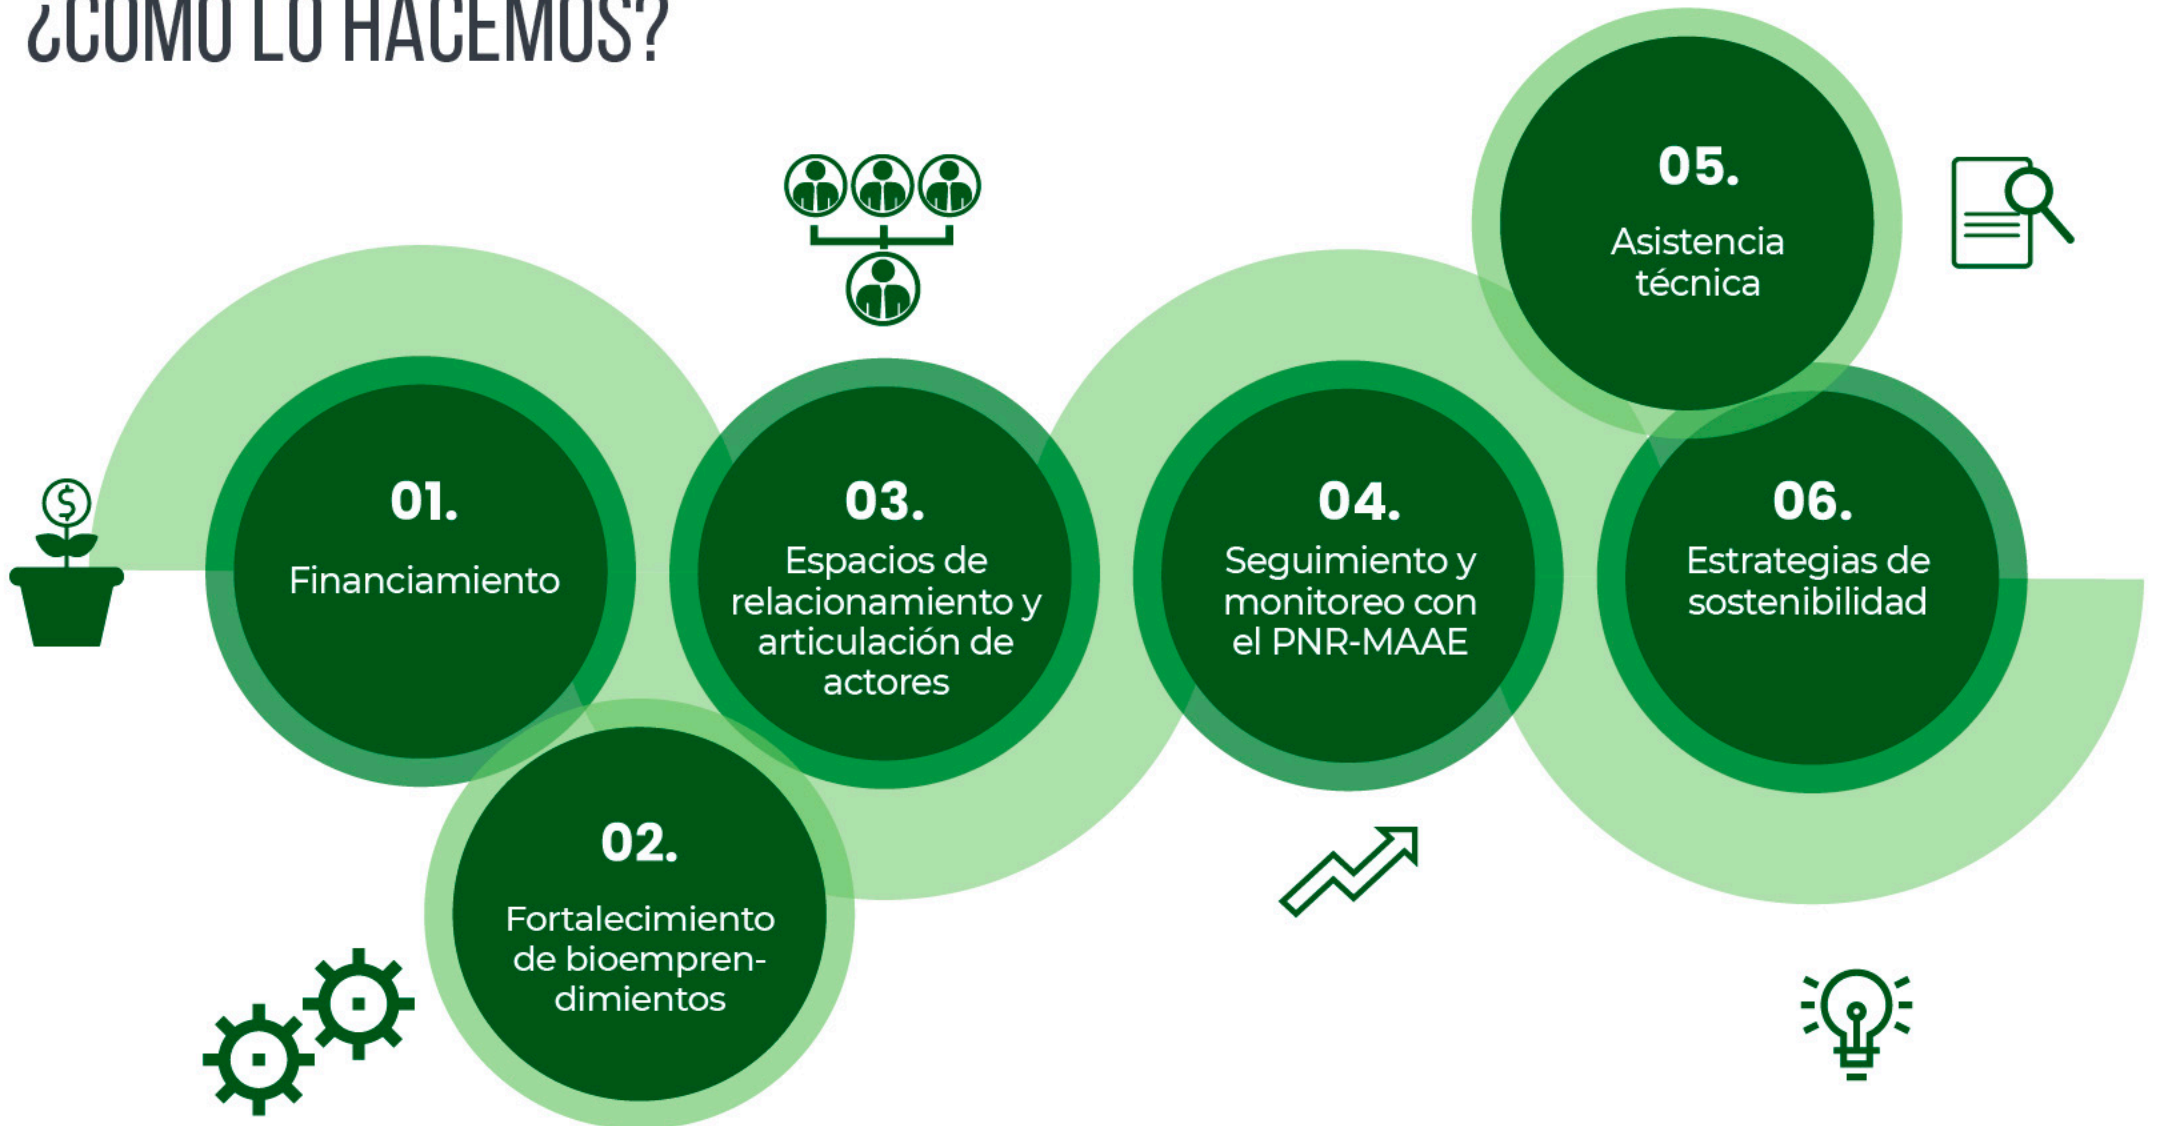 ¿CÓMO LO HACEMOS?
01.
Financiamiento
02.
Fortalecimiento
de bioempren-
dimientos
03.
Espacios de
relacionamiento y
articulación de
actores
04.
Seguimiento y
monitoreo con
el PNR-MAAE
05.
Asistencia
técnica
06.
Estrategias de
sostenibilidad
$